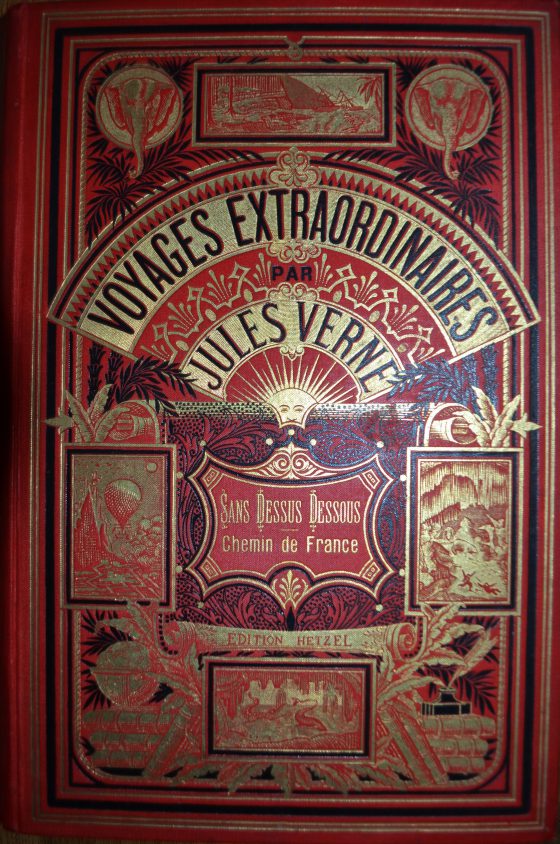 VOYAGES EXTRAORDINAIRES
PAR
JULES VERNE
SANS DESSUS DESSOUS
Chemin de France
EDITION HETZEL